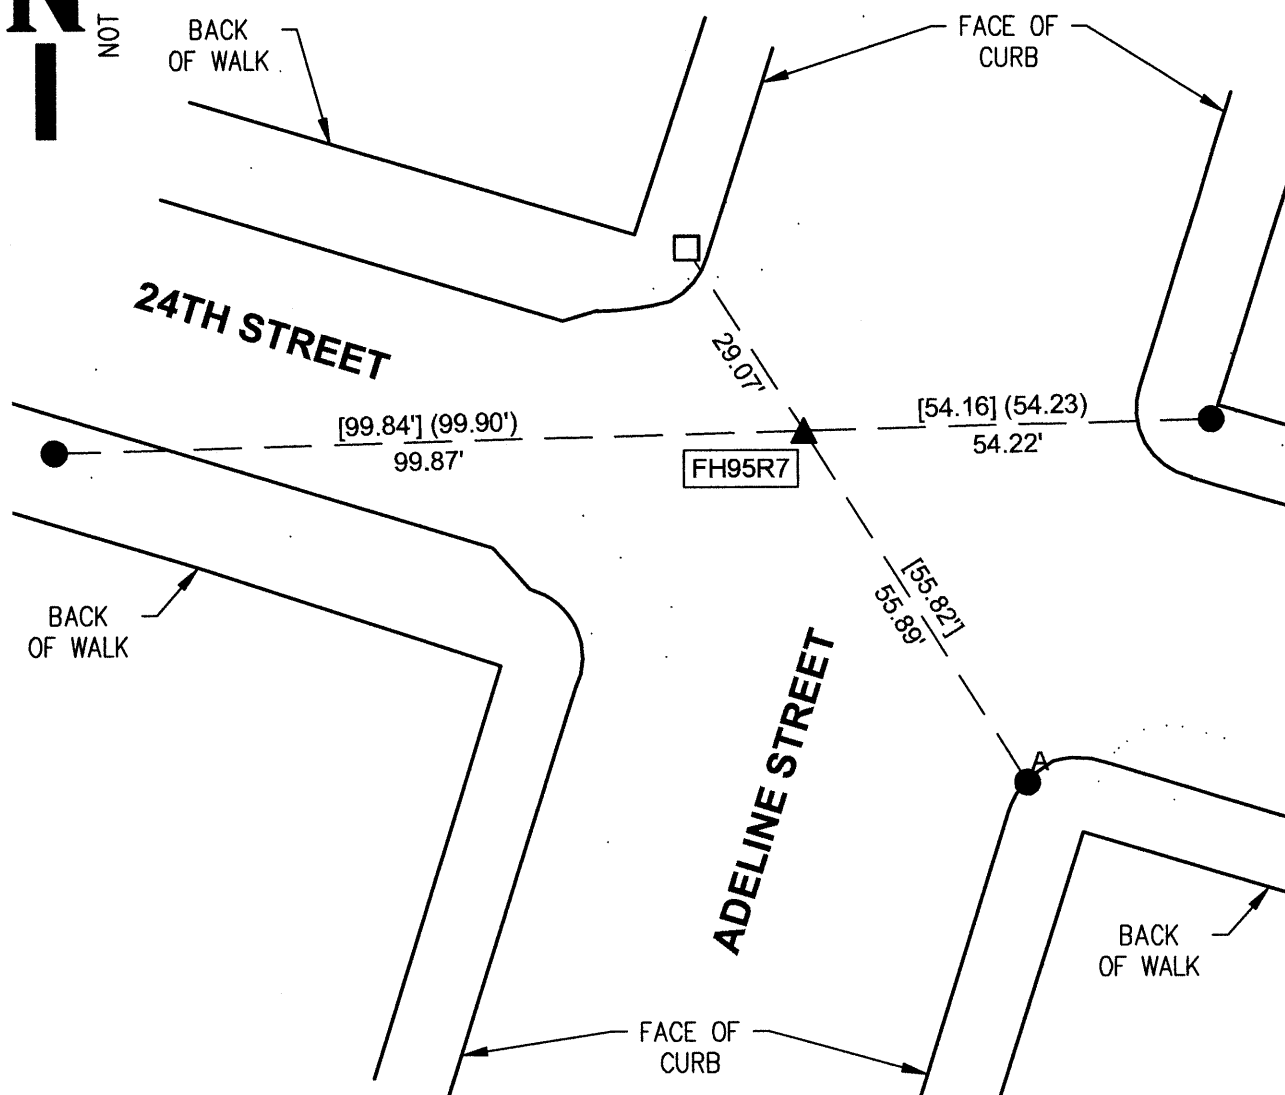 N
NOT
BACK
OF WALK
FACE OF
CURB
24TH STREET
29.07'
[99.84'] (99.90')
99.87'
[54.16] (54.23)
54.22'
FH95R7
[55.82']
55.89'
BACK
OF WALK
ADELINE STREET
A
BACK
OF WALK
FACE OF
CURB